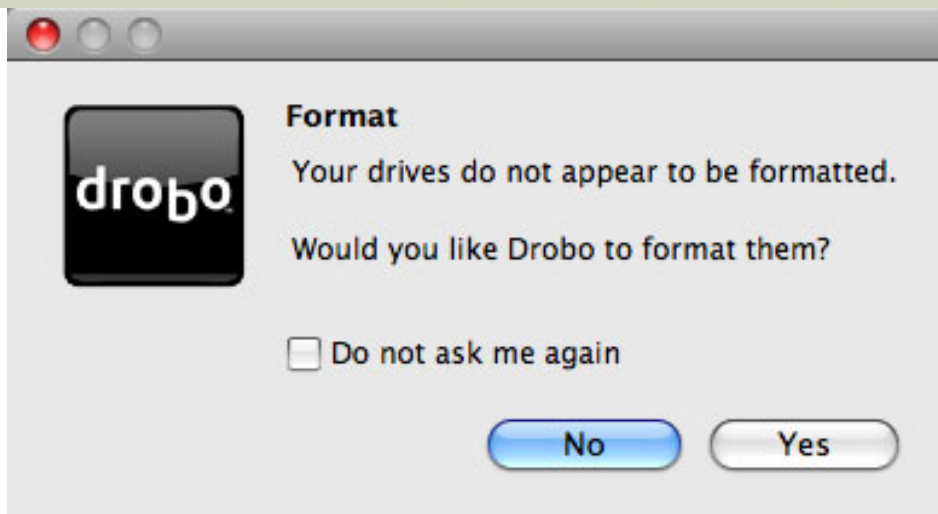 Format
Your drives do not appear to be formatted.
Would you like Drobo to format them?
drobo
Do not ask me again
No Yes